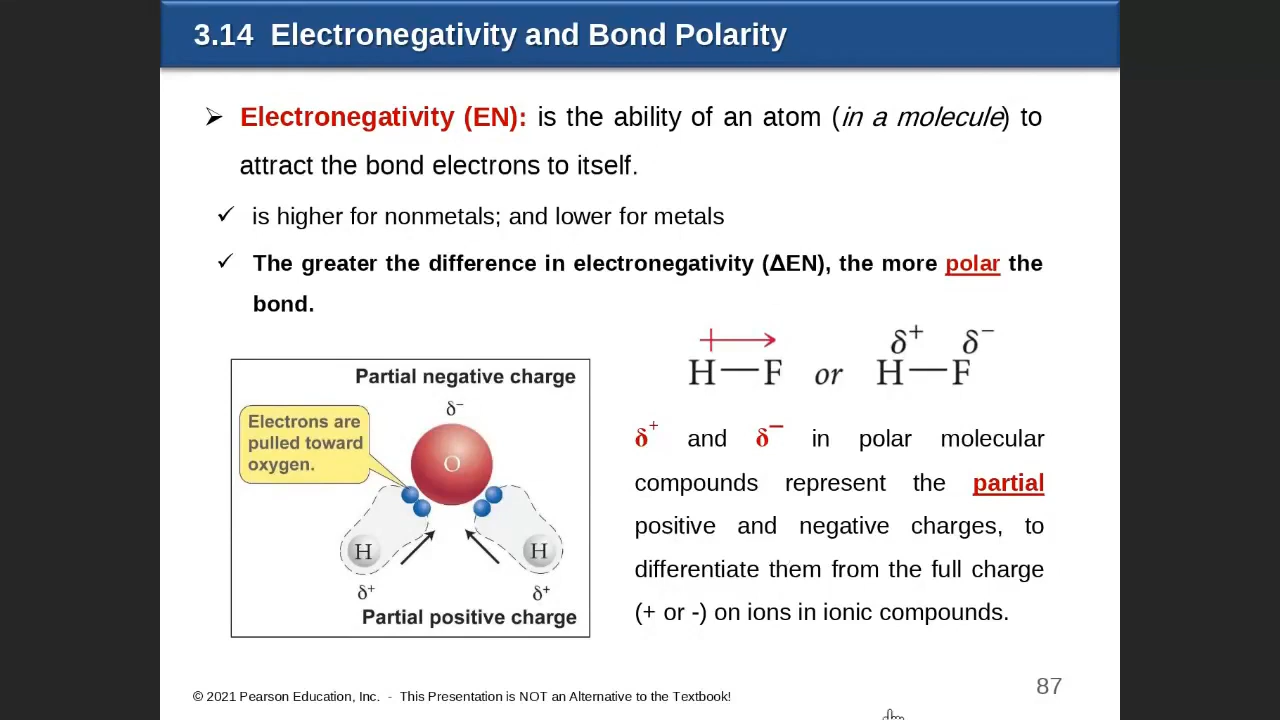 3.14 Electronegativity and Bond Polarity
➢ Electronegativity (EN): is the ability of an atom (in a molecule) to
attract the bond electrons to itself.
✓ is higher for nonmetals; and lower for metals
✓ The greater the difference in electronegativity (ΔEN), the more polar the
bond.
Partial negative charge
δ⁻
Electrons are
pulled toward
oxygen.
O
H H
δ⁺ δ⁺
Partial positive charge
δ⁺ δ⁻
H—F or H—F
δ⁺ and δ⁻ in polar molecular
compounds represent the partial
positive and negative charges, to
differentiate them from the full charge
(+ or -) on ions in ionic compounds.
© 2021 Pearson Education, Inc. - This Presentation is NOT an Alternative to the Textbook!
87